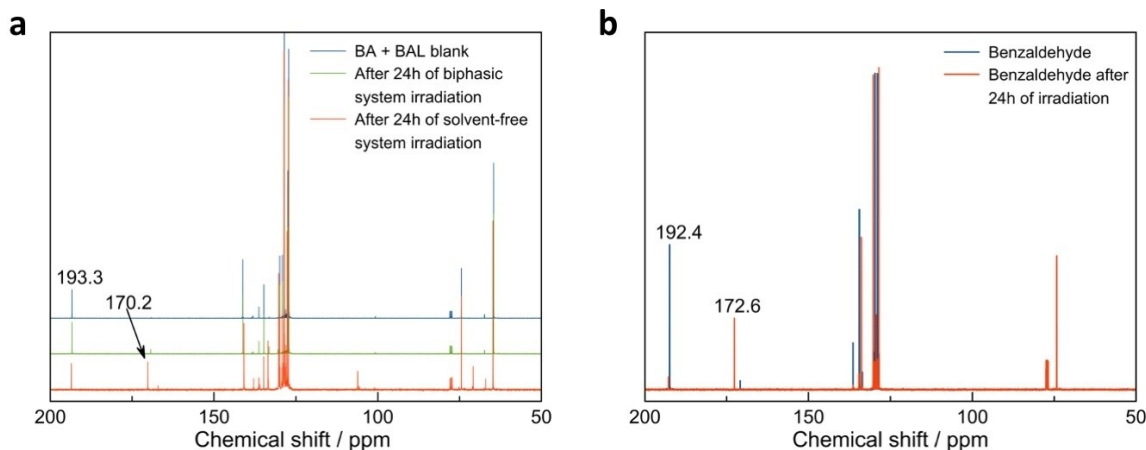 a
BA + BAL blank
After 24h of biphasic
system irradiation
After 24h of solvent-free
system irradiation
193.3
170.2
200
150
100
50
Chemical shift / ppm
b
Benzaldehyde
Benzaldehyde after
24h of irradiation
192.4
172.6
200
150
100
50
Chemical shift / ppm